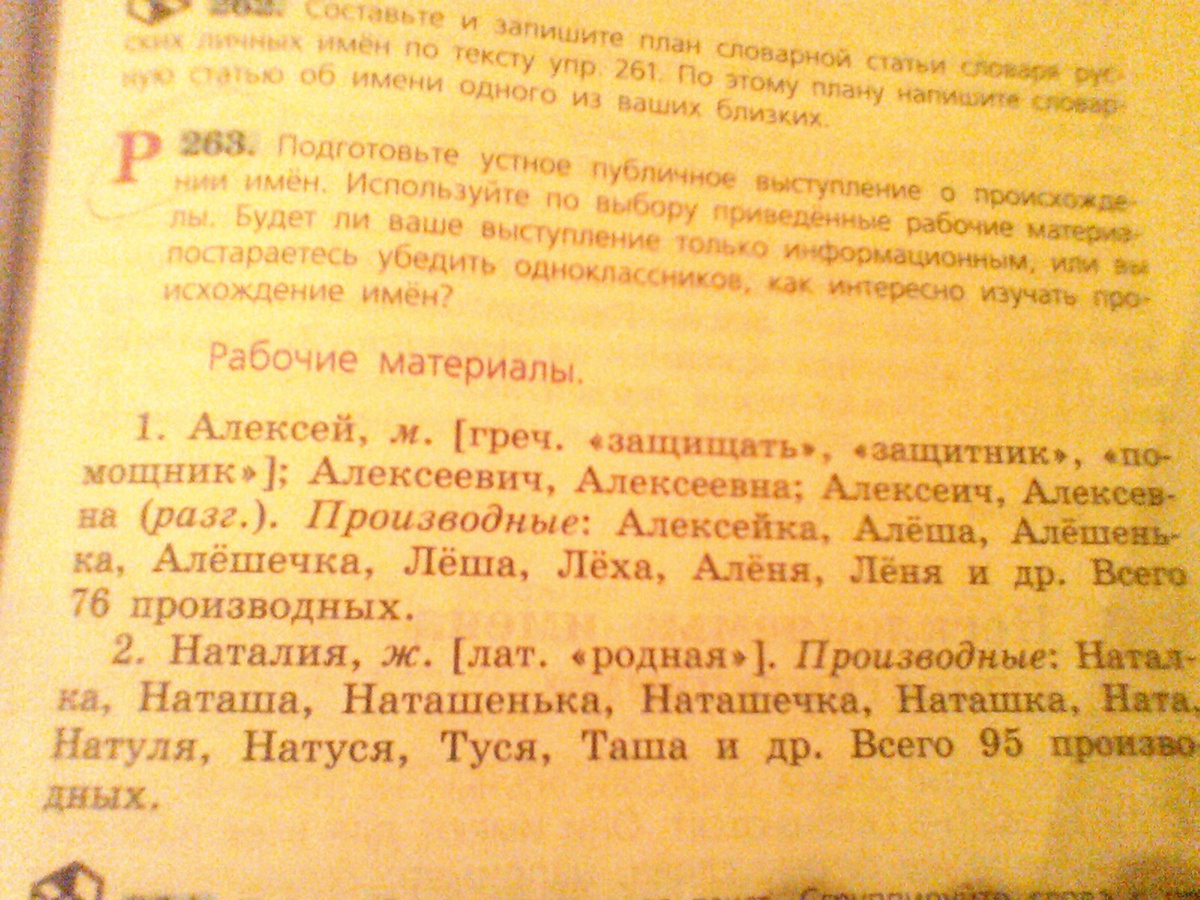 262. Составьте и запишите план словарной статьи словаря рус-
ских личных имён по тексту упр. 261. По этому плану напишите словар-
ную статью об имени одного из ваших близких.
Р 263. Подготовьте устное публичное выступление о происхожде-
нии имён. Используйте по выбору приведённые рабочие материа-
лы. Будет ли ваше выступление только информационным, или вы
постараетесь убедить одноклассников, как интересно изучать про-
исхождение имён?
Рабочие материалы.
1. Алексей, м. [греч. «защищать», «защитник», «по-
мощник»]; Алексеевич, Алексеевна; Алексеич, Алексев-
на (разг.). Производные: Алексейка, Алёша, Алёшень-
ка, Алёшечка, Лёша, Лёха, Алёня, Лёня и др. Всего
76 производных.
2. Наталия, ж. [лат. «родная»]. Производные: Натал-
ка, Наташа, Наташенька, Наташечка, Наташка, Ната,
Натуля, Натуся, Туся, Таша и др. Всего 95 произво
дных.